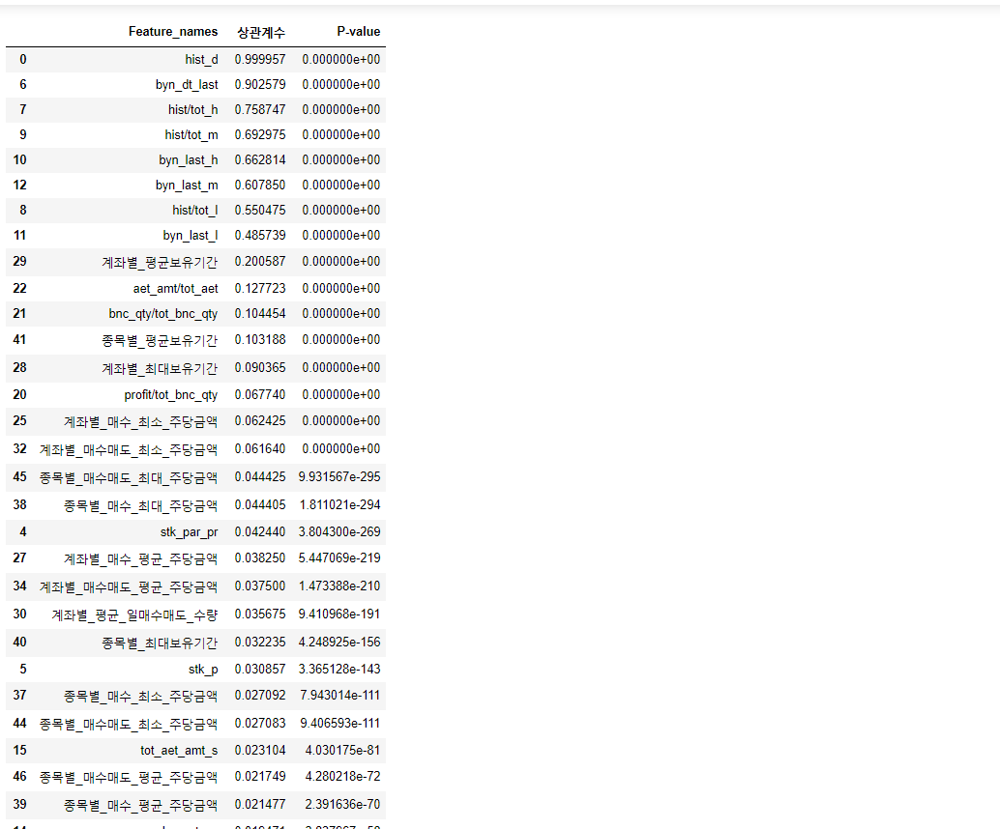 Feature_names 상관계수 P-value
0 hist_d 0.999957 0.000000e+00
6 byn_dt_last 0.902579 0.000000e+00
7 hist/tot_h 0.758747 0.000000e+00
9 hist/tot_m 0.692975 0.000000e+00
10 byn_last_h 0.662814 0.000000e+00
12 byn_last_m 0.607850 0.000000e+00
8 hist/tot_l 0.550475 0.000000e+00
11 byn_last_l 0.485739 0.000000e+00
29 계좌별_평균보유기간 0.200587 0.000000e+00
22 aet_amt/tot_aet 0.127723 0.000000e+00
21 bnc_qty/tot_bnc_qty 0.104454 0.000000e+00
41 종목별_평균보유기간 0.103188 0.000000e+00
28 계좌별_최대보유기간 0.090365 0.000000e+00
20 profit/tot_bnc_qty 0.067740 0.000000e+00
25 계좌별_매수_최소_주당금액 0.062425 0.000000e+00
32 계좌별_매수매도_최소_주당금액 0.061640 0.000000e+00
45 종목별_매수매도_최대_주당금액 0.044425 9.931567e-295
38 종목별_매수_최대_주당금액 0.044405 1.811021e-294
4 stk_par_pr 0.042440 3.804300e-269
27 계좌별_매수_평균_주당금액 0.038250 5.447069e-219
34 계좌별_매수매도_평균_주당금액 0.037500 1.473388e-210
30 계좌별_평균_일매수매도_수량 0.035675 9.410968e-191
40 종목별_최대보유기간 0.032235 4.248925e-156
5 stk_p 0.030857 3.365128e-143
37 종목별_매수_최소_주당금액 0.027092 7.943014e-111
44 종목별_매수매도_최소_주당금액 0.027083 9.406593e-111
15 tot_aet_amt_s 0.023104 4.030175e-81
46 종목별_매수매도_평균_주당금액 0.021749 4.280218e-72
39 종목별_매수_평균_주당금액 0.021477 2.391636e-70